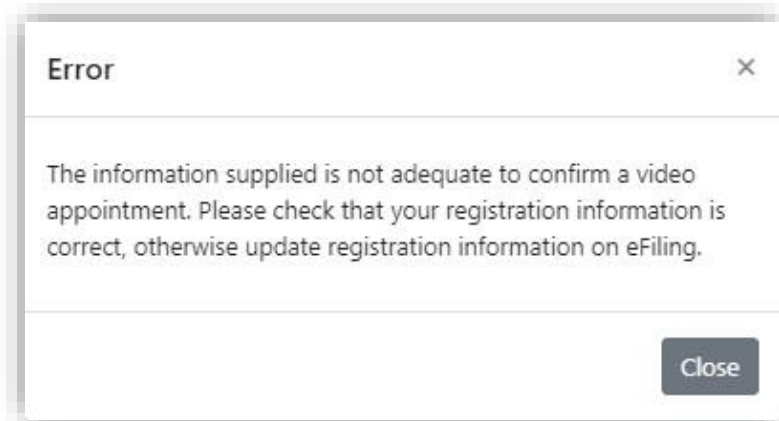 Error
×
The information supplied is not adequate to confirm a video
appointment. Please check that your registration information is
correct, otherwise update registration information on eFiling.
Close